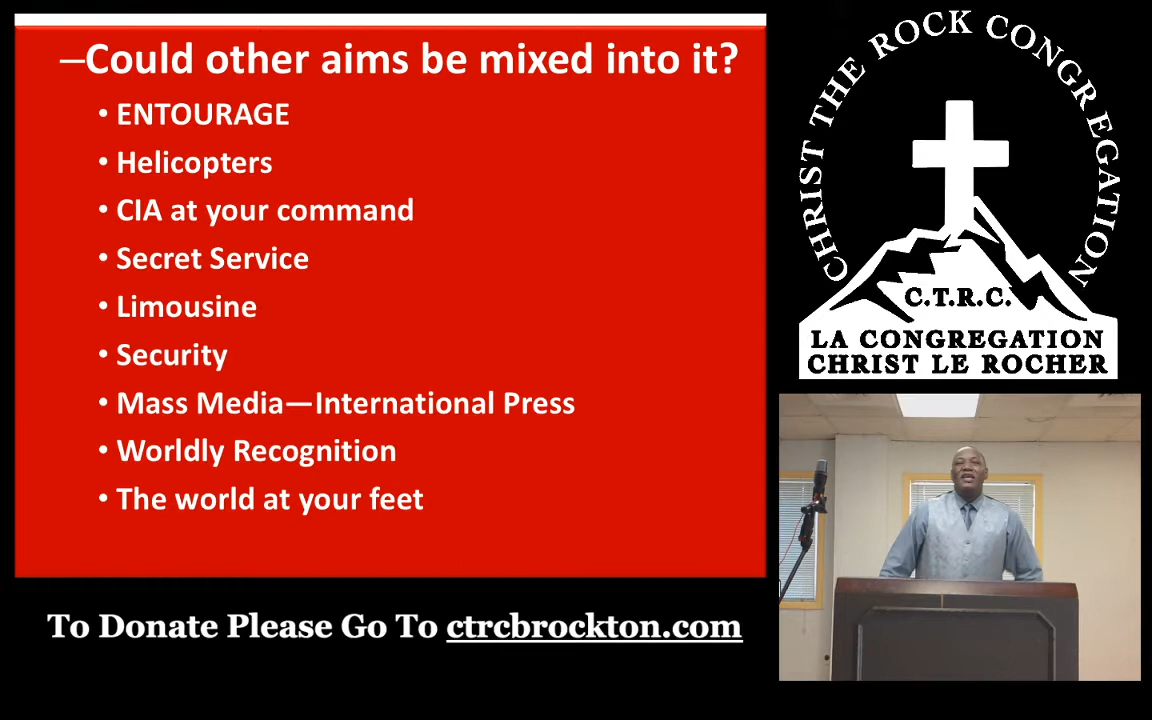 –Could other aims be mixed into it?
• ENTOURAGE
• Helicopters
• CIA at your command
• Secret Service
• Limousine
• Security
• Mass Media—International Press
• Worldly Recognition
• The world at your feet
To Donate Please Go To ctrcbrockton.com
CHRIST THE ROCK CONGREGATION
C.T.R.C.
LA CONGREGATION
CHRIST LE ROCHER